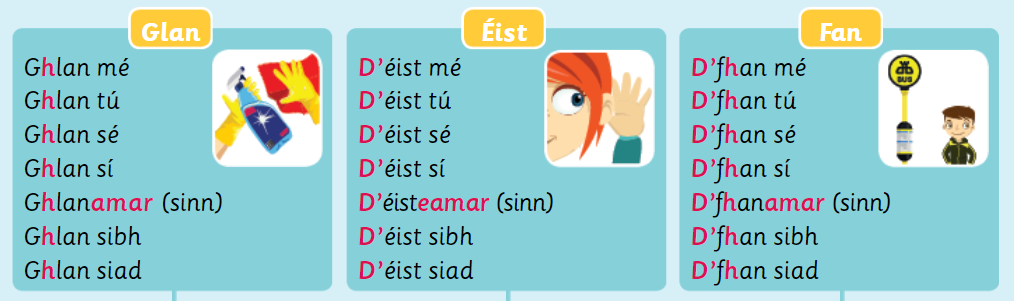 Glan
Ghlan mé
Ghlan tú
Ghlan sé
Ghlan sí
Ghlanamar (sinn)
Ghlan sibh
Ghlan siad
Éist
D'éist mé
D'éist tú
D'éist sé
D'éist sí
D'éisteamar (sinn)
D'éist sibh
D'éist siad
Fan
D'fhan mé
D'fhan tú
D'fhan sé
D'fhan sí
D'fhanamar (sinn)
D'fhan sibh
D'fhan siad
BUS